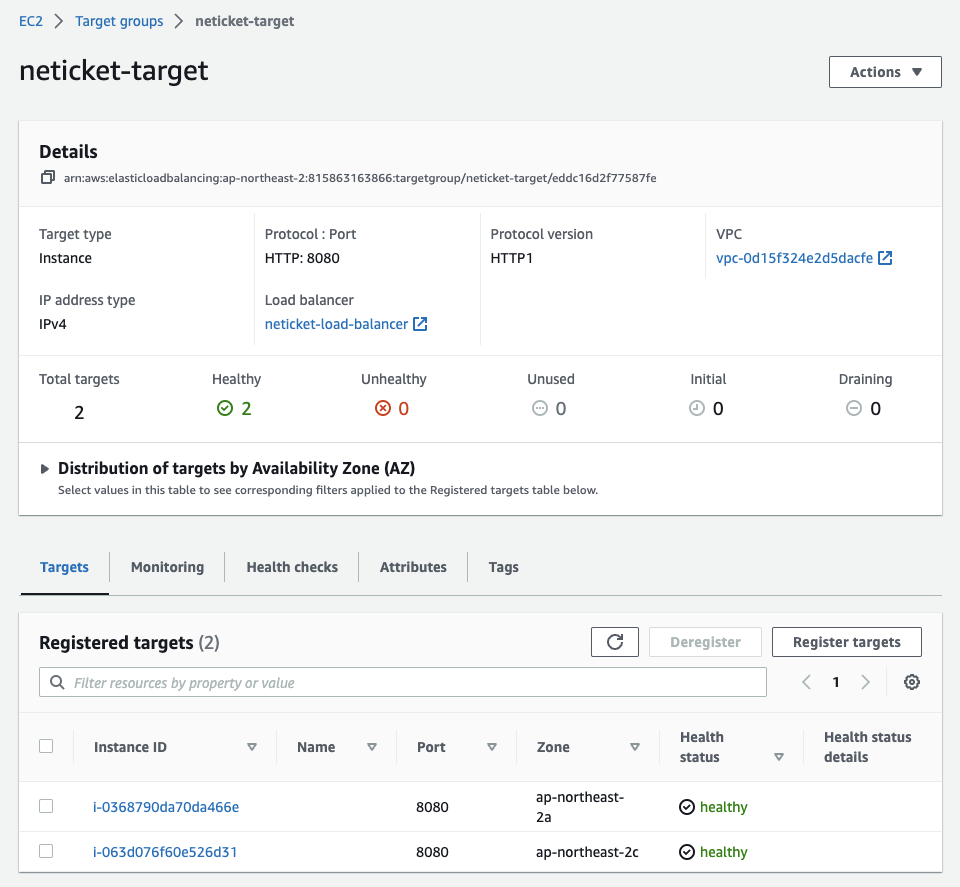 EC2 > Target groups > neticket-target
neticket-target
Actions
Details
arn:aws:elasticloadbalancing:ap-northeast-2:815863163866:targetgroup/neticket-target/eddc16d2f77587fe
Target type
Instance
Protocol : Port
HTTP: 8080
Protocol version
HTTP1
VPC
vpc-0d15f324e2d5dacfe
IP address type
IPv4
Load balancer
neticket-load-balancer
Total targets
2
Healthy
2
Unhealthy
0
Unused
0
Initial
0
Draining
0
Distribution of targets by Availability Zone (AZ)
Select values in this table to see corresponding filters applied to the Registered targets table below.
Targets
Monitoring
Health checks
Attributes
Tags
Registered targets (2)
Deregister
Register targets
Filter resources by property or value
1
Instance ID
Name
Port
Zone
Health
status
Health status
details
i-0368790da70da466e
8080
ap-northeast-
2a
healthy
i-063d076f60e526d31
8080
ap-northeast-2c
healthy